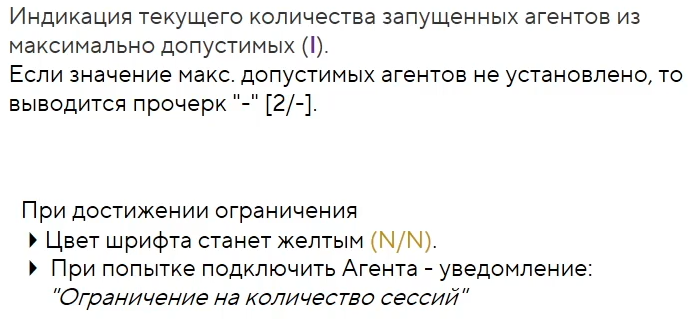 Индикация текущего количества запущенных агентов из
максимально допустимых (I).
Если значение макс. допустимых агентов не установлено, то
выводится прочерк "-" [2/-].
При достижении ограничения
Цвет шрифта станет желтым (N/N).
При попытке подключить Агента - уведомление:
"Ограничение на количество сессий"